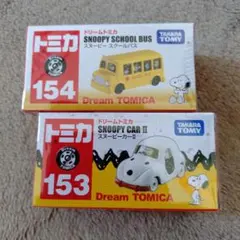 トミカ
ドリームトミカ
SNOOPY SCHOOL BUS
スヌーピー スクールバス
TAKARA
TOMY
154
Dream TOMICA
トミカ
ドリームトミカ
SNOOPY CAR II
スヌーピーカーII
TAKARA
TOMY
153
Dream TOMICA